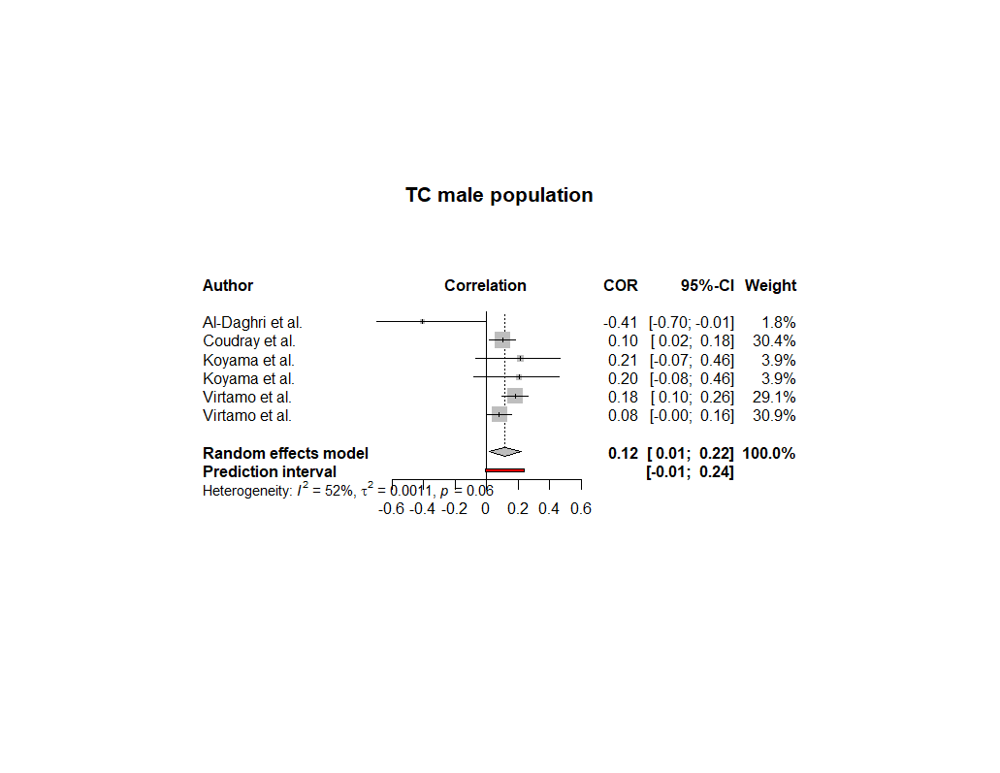 TC male population
Author Correlation COR 95%-CI Weight
Al-Daghri et al. -0.41 [-0.70; -0.01] 1.8%
Coudray et al. 0.10 [ 0.02; 0.18] 30.4%
Koyama et al. 0.21 [-0.07; 0.46] 3.9%
Koyama et al. 0.20 [-0.08; 0.46] 3.9%
Virtamo et al. 0.18 [ 0.10; 0.26] 29.1%
Virtamo et al. 0.08 [-0.00; 0.16] 30.9%
Random effects model 0.12 [ 0.01; 0.22] 100.0%
Prediction interval [-0.01; 0.24]
Heterogeneity: I² = 52%, τ² = 0.0011, p = 0.06
-0.6 -0.4 -0.2 0 0.2 0.4 0.6